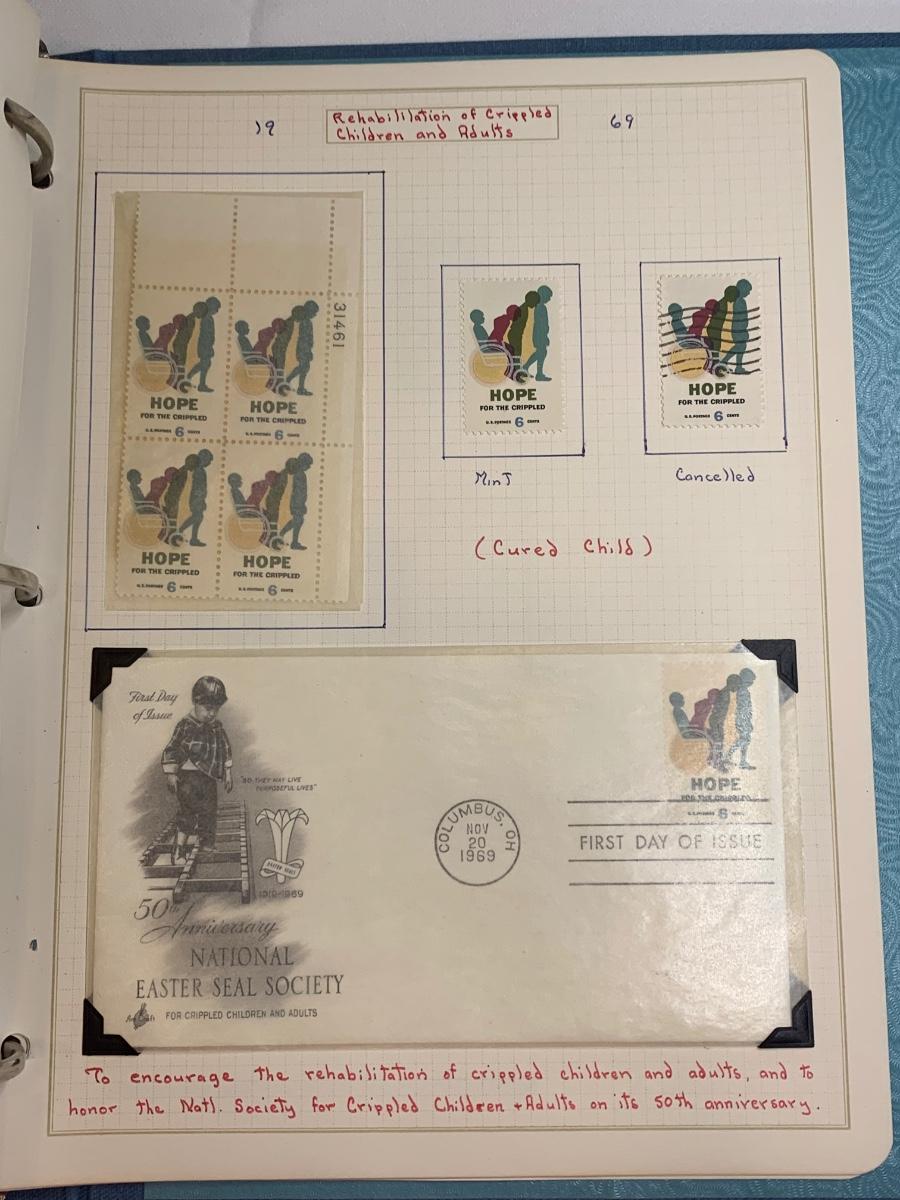 19
Rehabililation of Crippled
Children and Adults
69
31461
HOPE
FOR THE CRIPPLED
U.S. POSTAGE 6 CENTS
HOPE
FOR THE CRIPPLED
U.S. POSTAGE 6 CENTS
HOPE
FOR THE CRIPPLED
U.S. POSTAGE 6 CENTS
HOPE
FOR THE CRIPPLED
U.S. POSTAGE 6 CENTS
HOPE
FOR THE CRIPPLED
U.S. POSTAGE 6 CENTS
Mint
HOPE
FOR THE CRIPPLED
U.S. POSTAGE 6 CENTS
Cancelled
(Cured Child)
First Day
of Issue
"SO THEY MAY LIVE
PURPOSEFUL LIVES"
EASTER SEALS
1919-1969
50th Anniversary
NATIONAL
EASTER SEAL SOCIETY
ArtCraft
FOR CRIPPLED CHILDREN AND ADULTS
COLUMBUS, OH
NOV
20
1969
HOPE
FOR THE CRIPPLED
U.S. POSTAGE 6 CENTS
FIRST DAY OF ISSUE
To encourage the rehabilitation of crippled children and adults, and to
honor the Natl. Society for Crippled Children + Adults on its 50th anniversary.